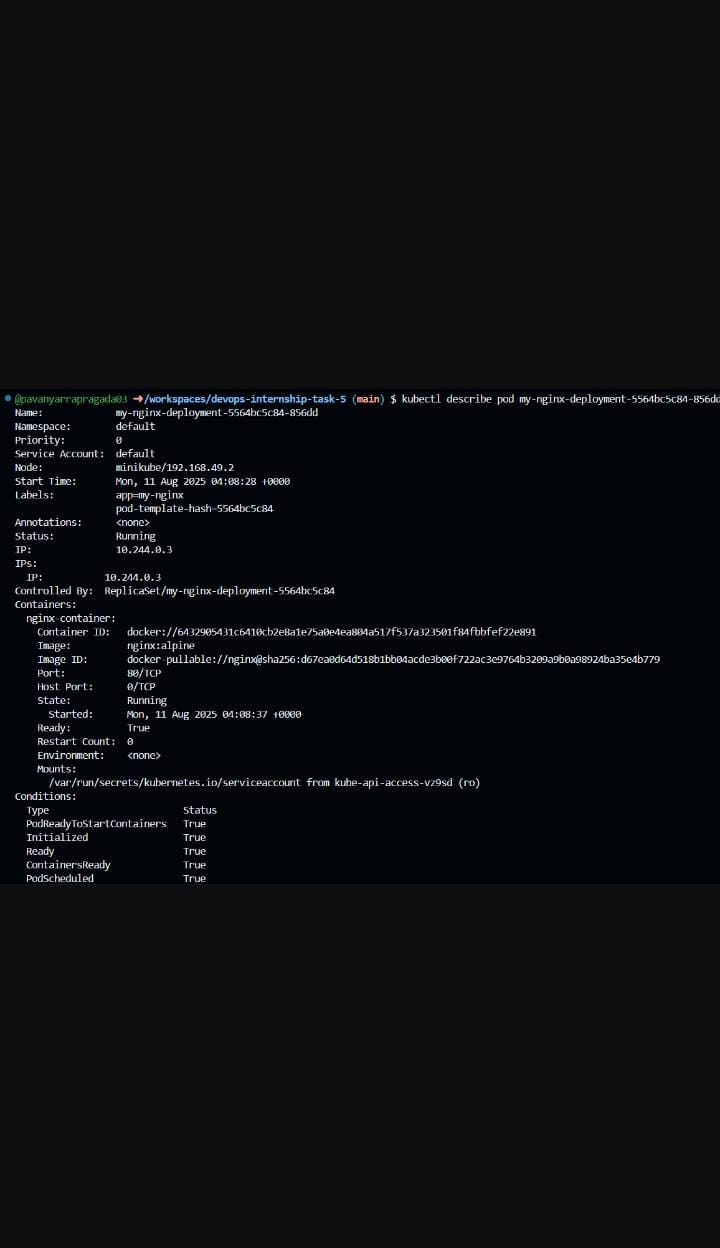 @pavanyarrapragada03 ➜/workspaces/devops-internship-task-5 (main) $ kubectl describe pod my-nginx-deployment-5564bc5c84-856dd
Name: my-nginx-deployment-5564bc5c84-856dd
Namespace: default
Priority: 0
Service Account: default
Node: minikube/192.168.49.2
Start Time: Mon, 11 Aug 2025 04:08:28 +0000
Labels: app=my-nginx
pod-template-hash=5564bc5c84
Annotations: <none>
Status: Running
IP: 10.244.0.3
IPs:
IP: 10.244.0.3
Controlled By: ReplicaSet/my-nginx-deployment-5564bc5c84
Containers:
nginx-container:
Container ID: docker://6432905431c6410cb2e8a1e75a0e4ea804a517f537a323501f84fbbfef22e891
Image: nginx:alpine
Image ID: docker-pullable://nginx@sha256:d67ea0d64d518b1bb04acde3b00f722ac3e9764b3209a9b0a98924ba35e4b779
Port: 80/TCP
Host Port: 0/TCP
State: Running
Started: Mon, 11 Aug 2025 04:08:37 +0000
Ready: True
Restart Count: 0
Environment: <none>
Mounts:
/var/run/secrets/kubernetes.io/serviceaccount from kube-api-access-vz9sd (ro)
Conditions:
Type Status
PodReadyToStartContainers True
Initialized True
Ready True
ContainersReady True
PodScheduled True